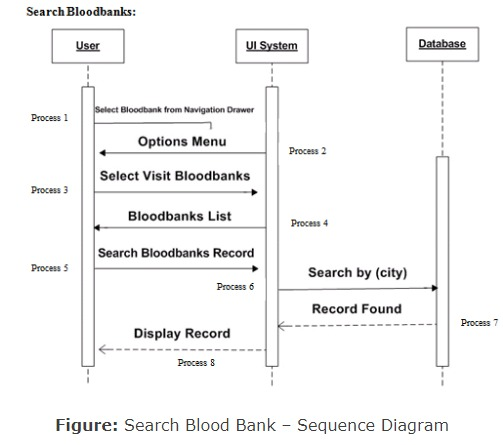 Search Bloodbanks:
User
UI System
Database
Select Bloodbank from Navigation Drawer
Process 1
Options Menu
Process 2
Select Visit Bloodbanks
Process 3
Bloodbanks List
Process 4
Search Bloodbanks Record
Process 5
Process 6
Search by (city)
Record Found
Process 7
Display Record
Process 8
Figure: Search Blood Bank – Sequence Diagram